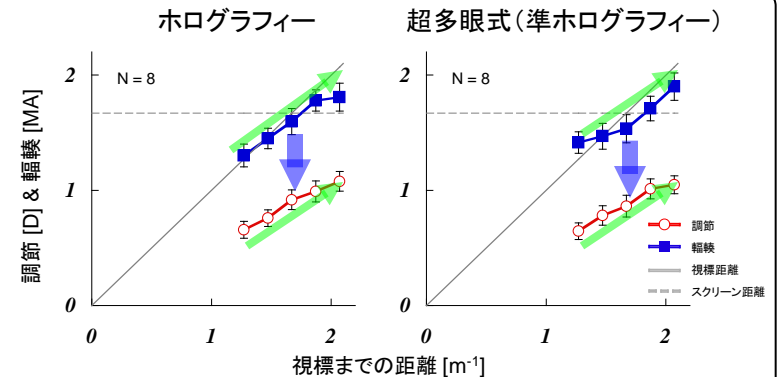 ホログラフィー
超多眼式(準ホログラフィー)
調節 [D] & 輻輳 [MA]
N = 8
2
1
0
0
1
2
N = 8
2
1
0
0
1
2
調節
輻輳
視標距離
スクリーン距離
視標までの距離 [m⁻¹]